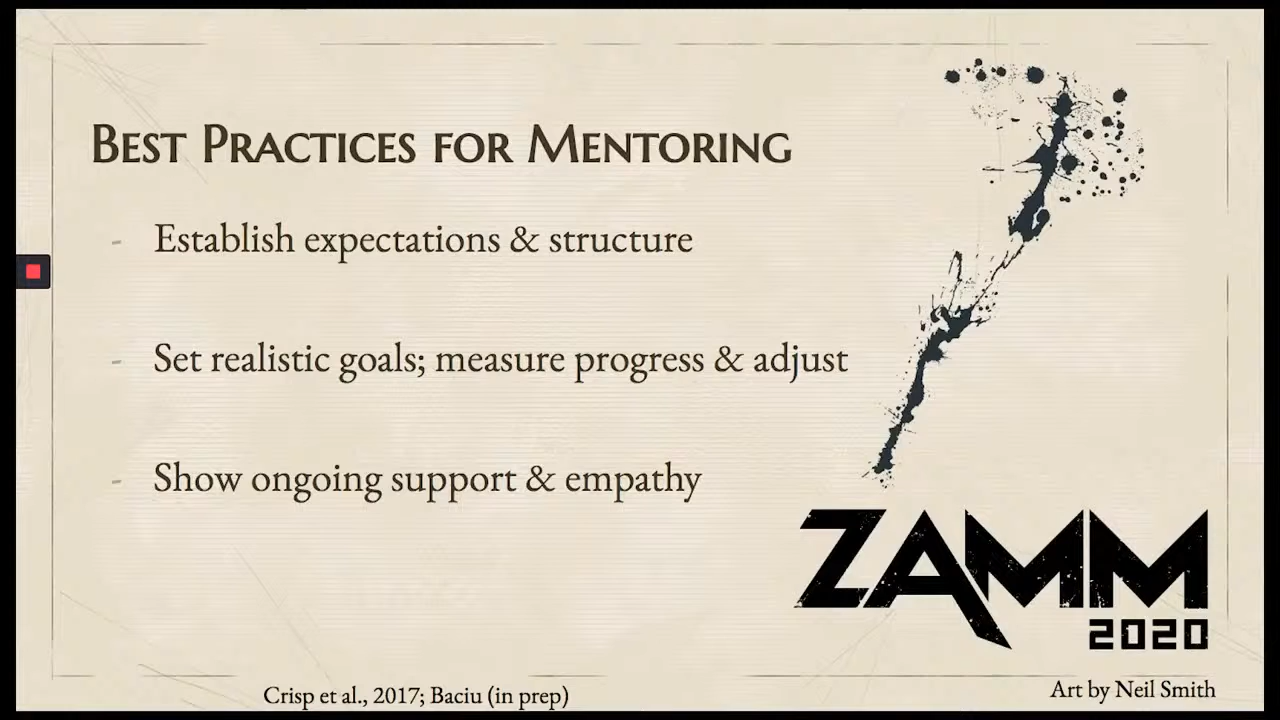 Best Practices for Mentoring
- Establish expectations & structure
- Set realistic goals; measure progress & adjust
- Show ongoing support & empathy
ZAMM
2020
Crisp et al., 2017; Baciu (in prep)
Art by Neil Smith